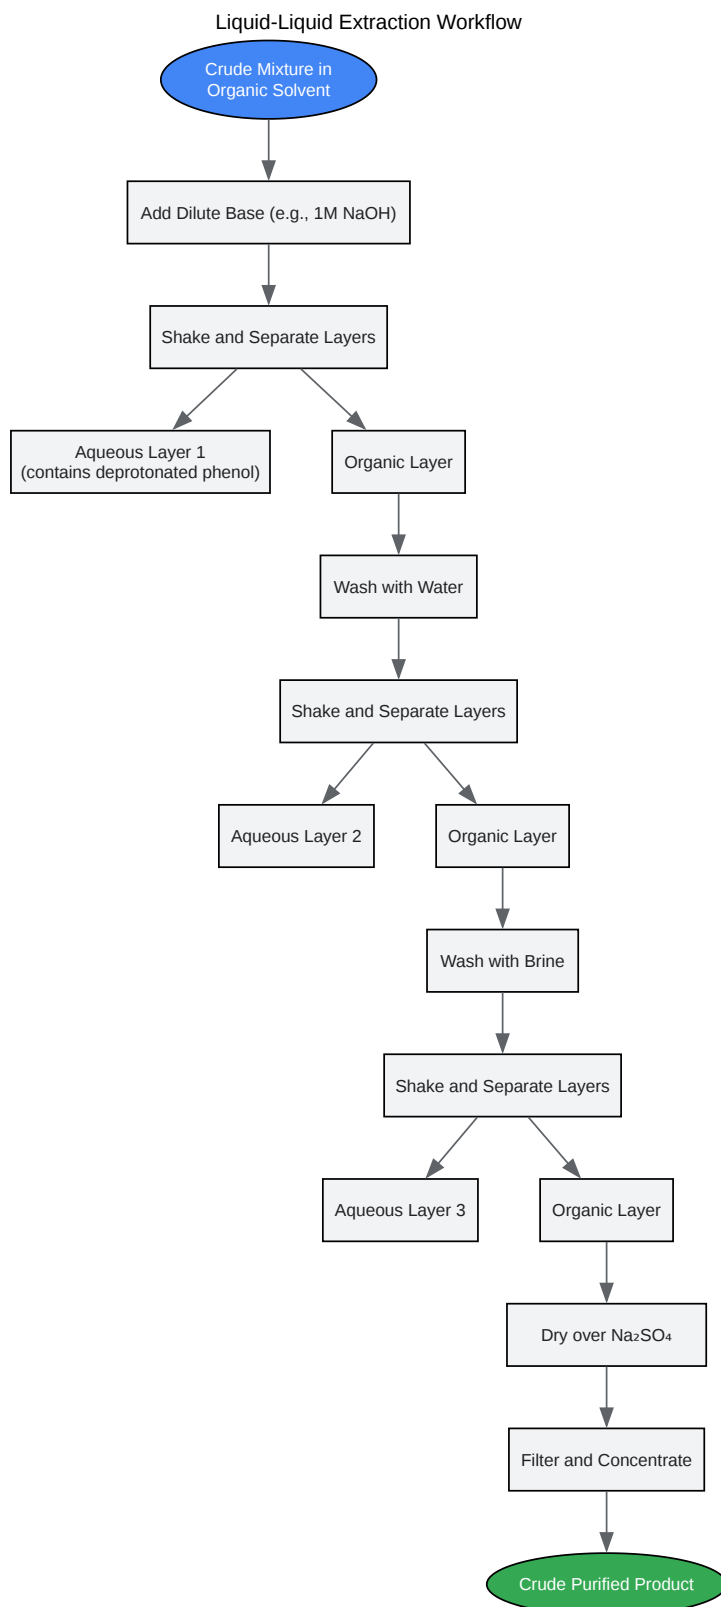 Liquid-Liquid Extraction Workflow
Crude Mixture in
Organic Solvent
Add Dilute Base (e.g., 1M NaOH)
Shake and Separate Layers
Aqueous Layer 1
(contains deprotonated phenol)
Organic Layer
Wash with Water
Shake and Separate Layers
Aqueous Layer 2
Organic Layer
Wash with Brine
Shake and Separate Layers
Aqueous Layer 3
Organic Layer
Dry over Na₂SO₄
Filter and Concentrate
Crude Purified Product